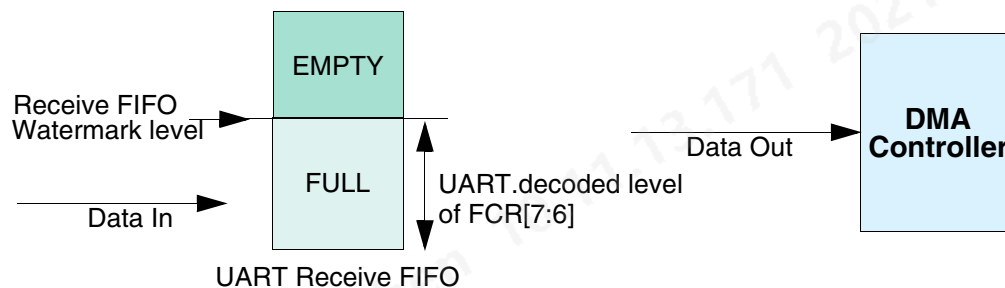 EMPTY
Receive FIFO
Watermark level
DMA
Controller
Data Out
FULL
UART.decoded level
of FCR[7:6]
Data In
UART Receive FIFO